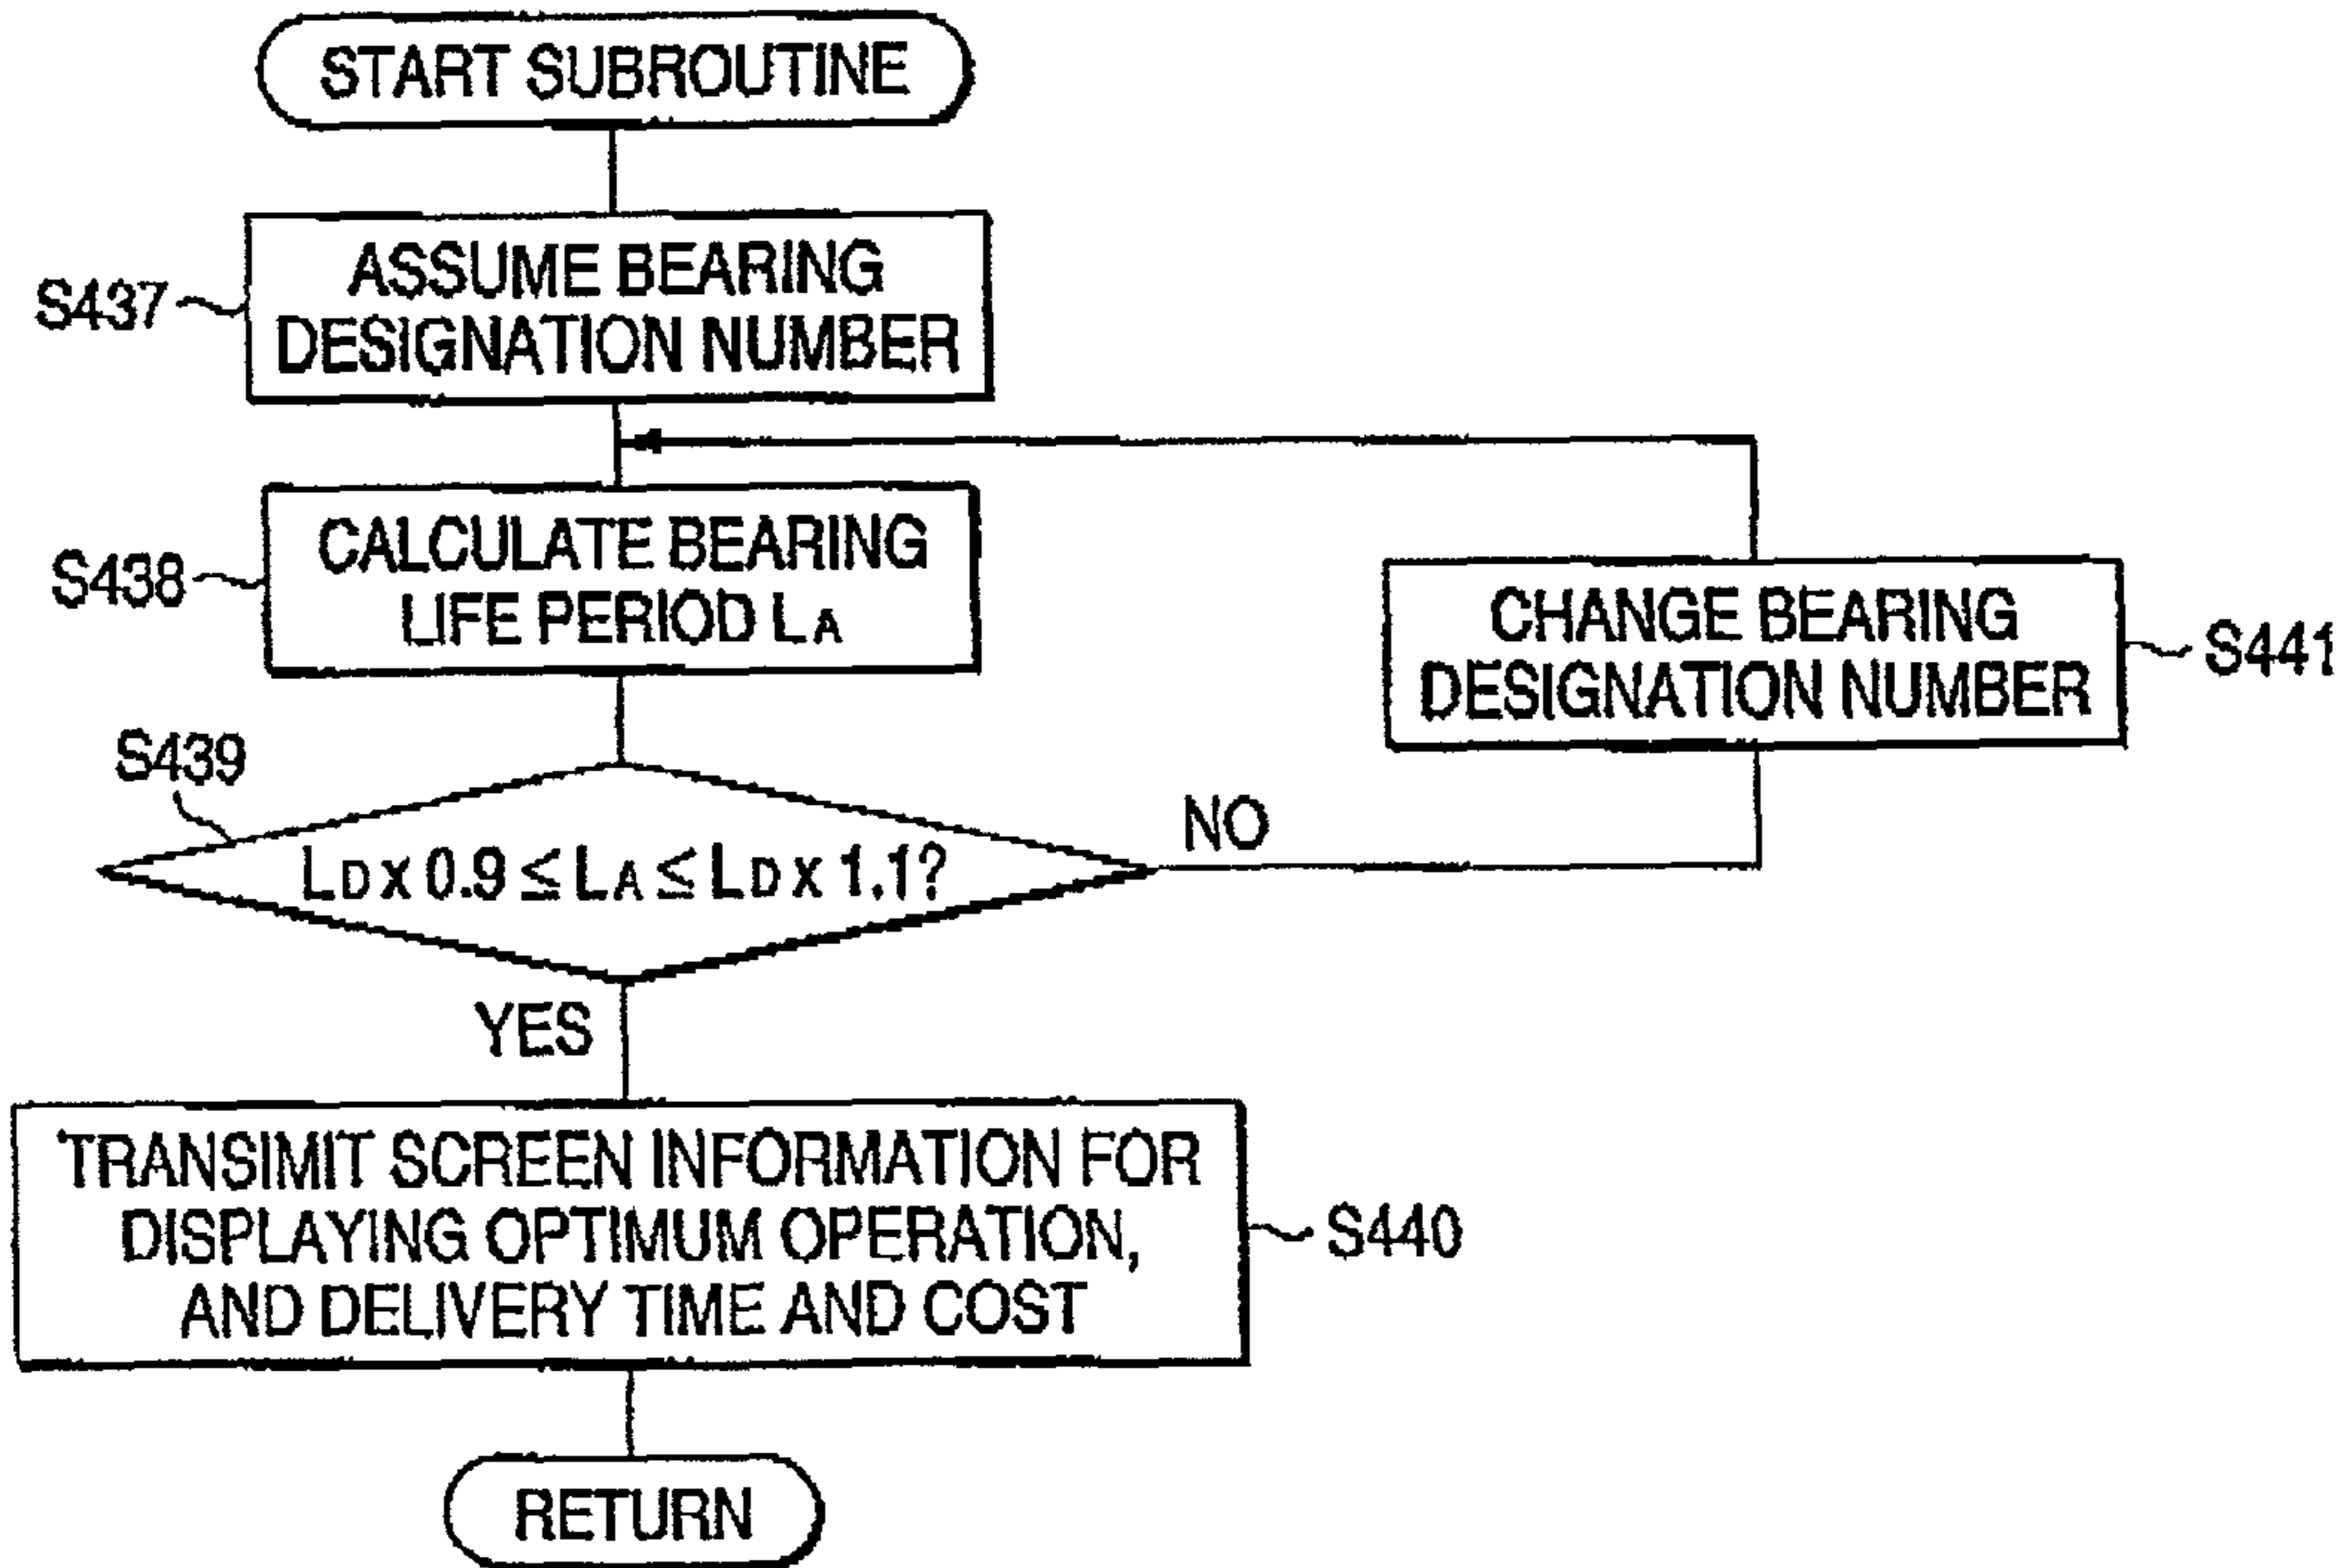 START SUBROUTINE
S437
ASSUME BEARING
DESIGNATION NUMBER
S438
CALCULATE BEARING
LIFE PERIOD LA
CHANGE BEARING
DESIGNATION NUMBER
S441
S439
LD x 0.9 ≦ LA ≦ LD x 1.1?
NO
YES
TRANSIMIT SCREEN INFORMATION FOR
DISPLAYING OPTIMUM OPERATION,
AND DELIVERY TIME AND COST
S440
RETURN